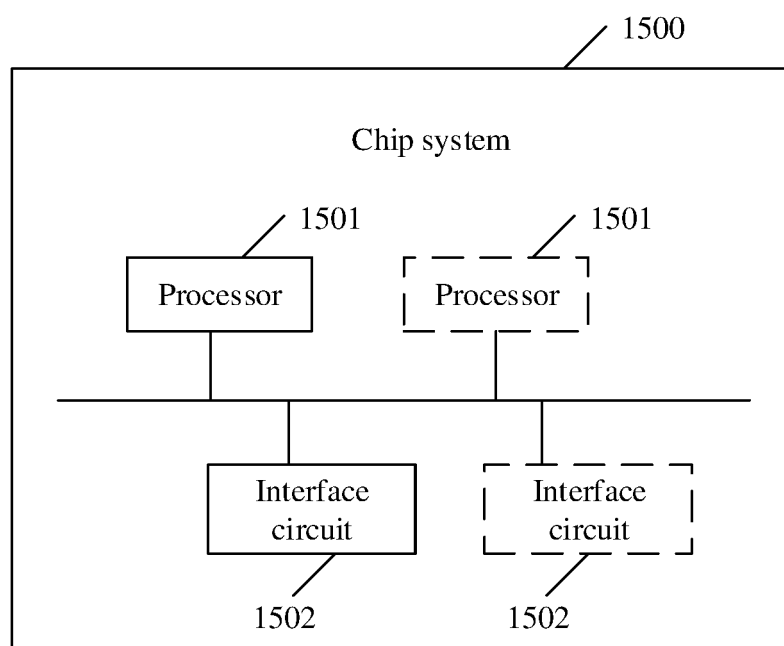 1500
Chip system
1501
1501
Processor
Processor
Interface
circuit
Interface
circuit
1502
1502